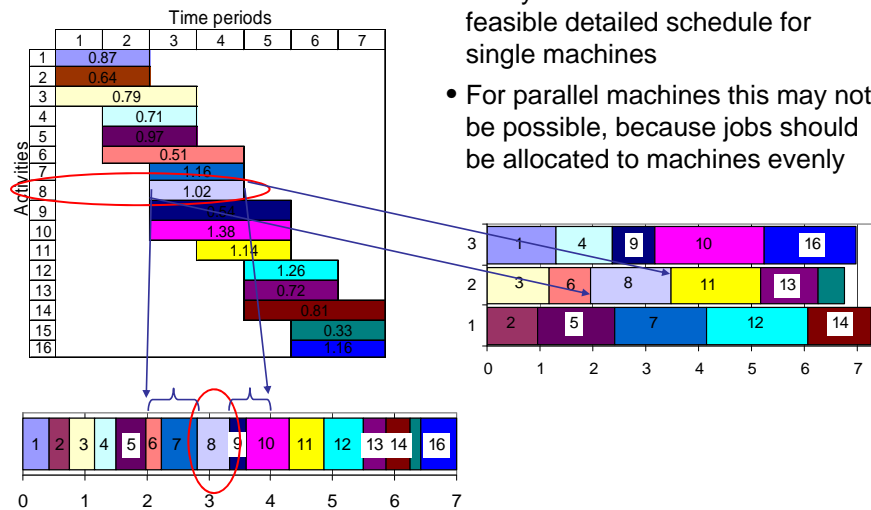 feasible detailed schedule for
single machines
• For parallel machines this may not
be possible, because jobs should
be allocated to machines evenly
Time periods
1 2 3 4 5 6 7
Activities
1 0.87
2 0.64
3 0.79
4 0.71
5 0.97
6 0.51
7 1.16
8 1.02
9
10 1.38
11 1.14
12 1.26
13 0.72
14 0.81
15 0.33
16 1.16
3 1 4 9 10 16
2 3 6 8 11 13
1 2 5 7 12 14
0 1 2 3 4 5 6 7
1 2 3 4 5 6 7 8 9 10 11 12 13 14 16
0 1 2 3 4 5 6 7